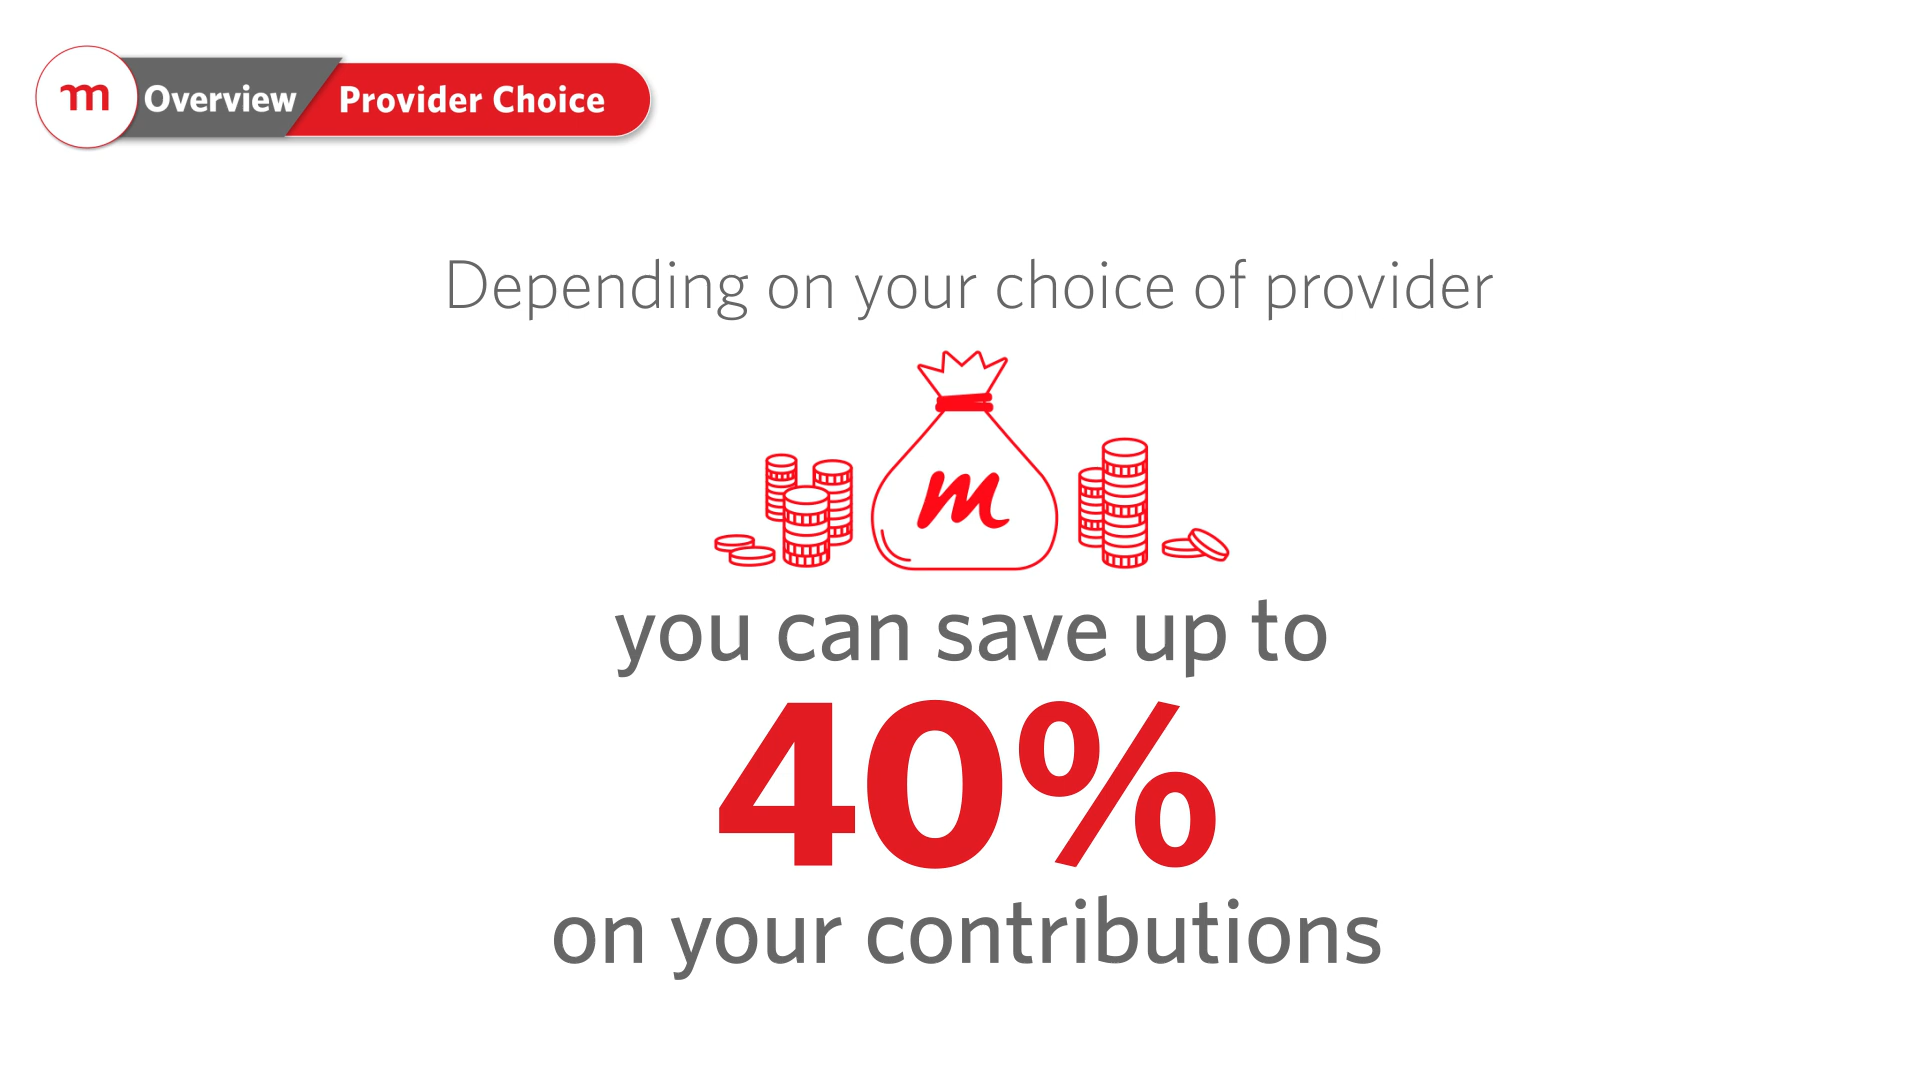 m Overview Provider Choice
Depending on your choice of provider
m
you can save up to
40%
on your contributions